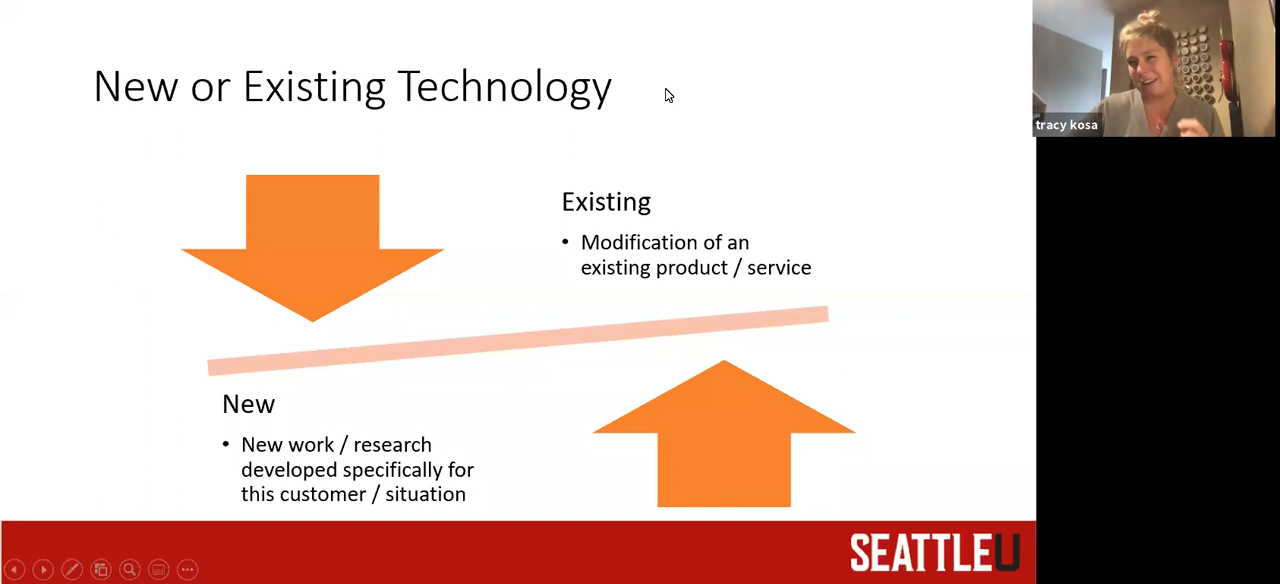 New or Existing Technology
tracy kosa
Existing
• Modification of an
existing product / service
New
• New work / research
developed specifically for
this customer / situation
SEATTLEU